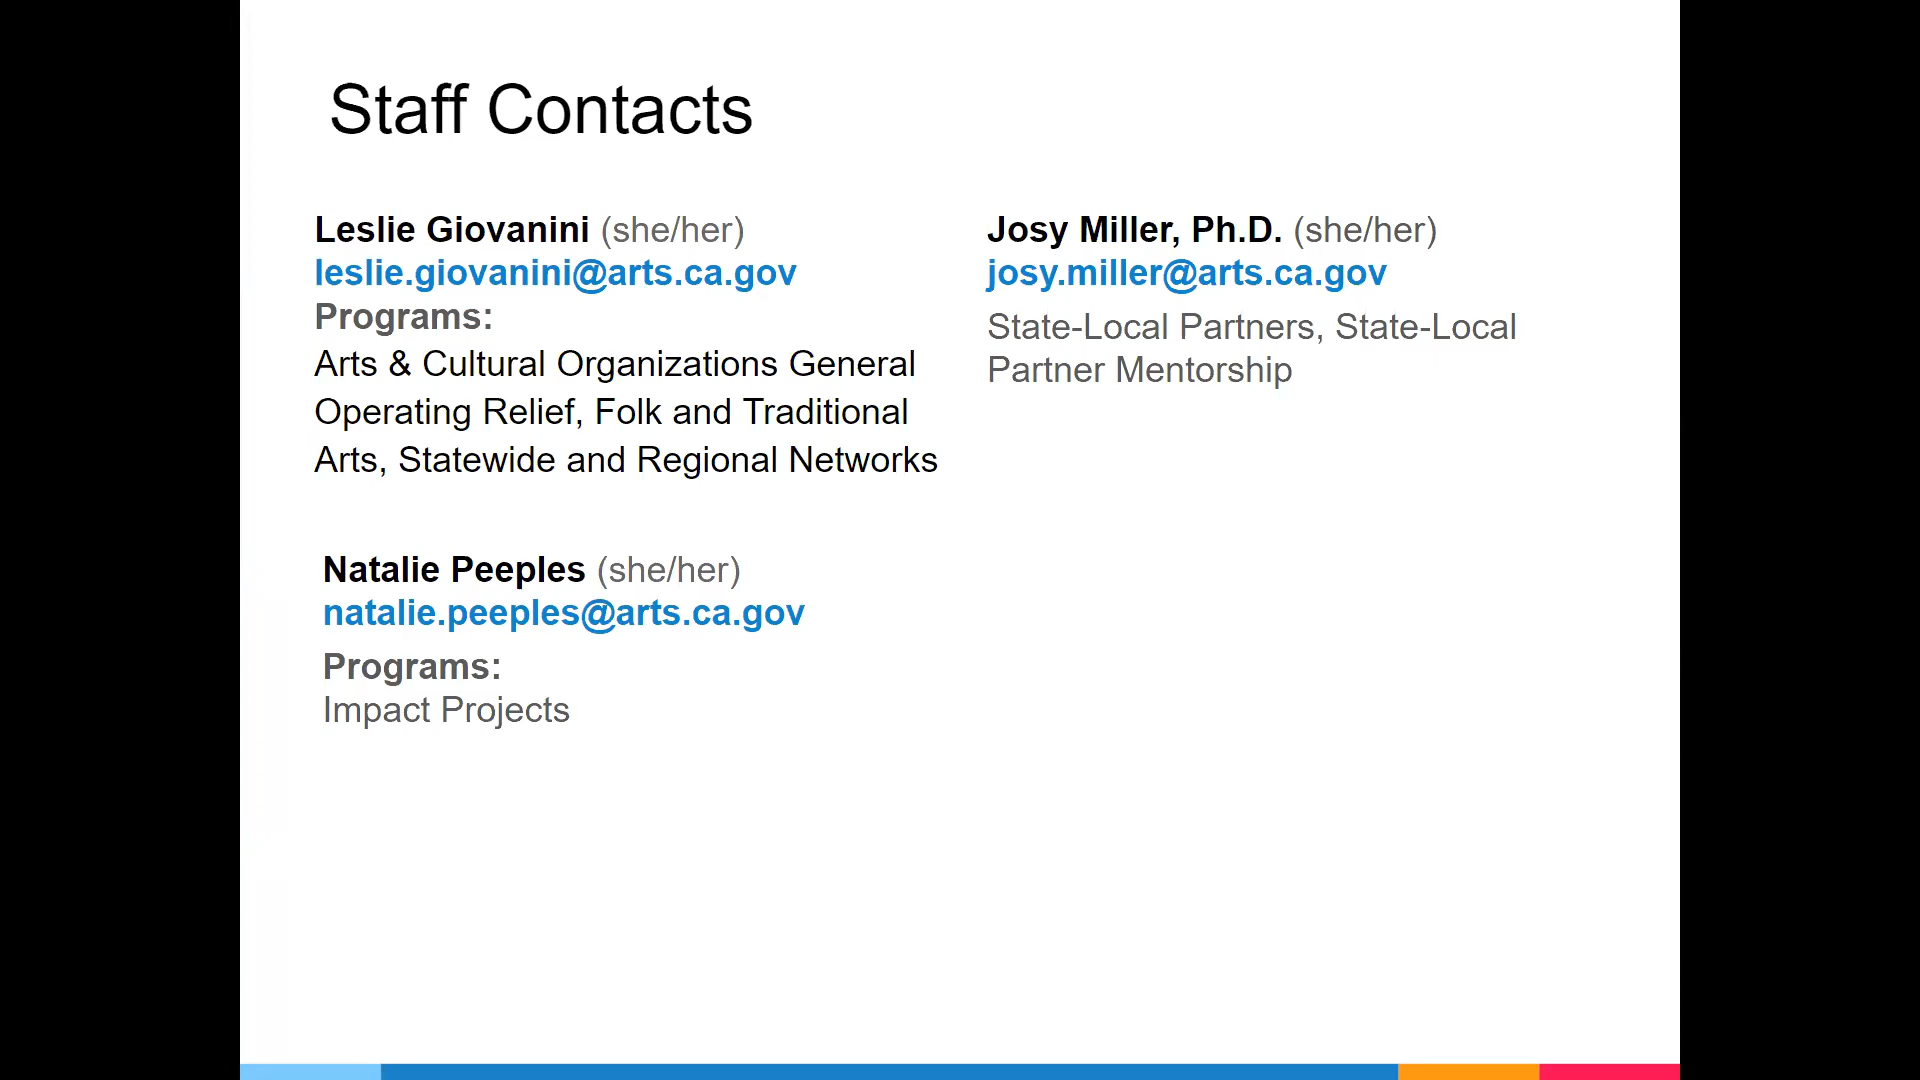 Staff Contacts
Leslie Giovanini (she/her)
leslie.giovanini@arts.ca.gov
Programs:
Arts & Cultural Organizations General
Operating Relief, Folk and Traditional
Arts, Statewide and Regional Networks
Josy Miller, Ph.D. (she/her)
josy.miller@arts.ca.gov
State-Local Partners, State-Local
Partner Mentorship
Natalie Peeples (she/her)
natalie.peeples@arts.ca.gov
Programs:
Impact Projects